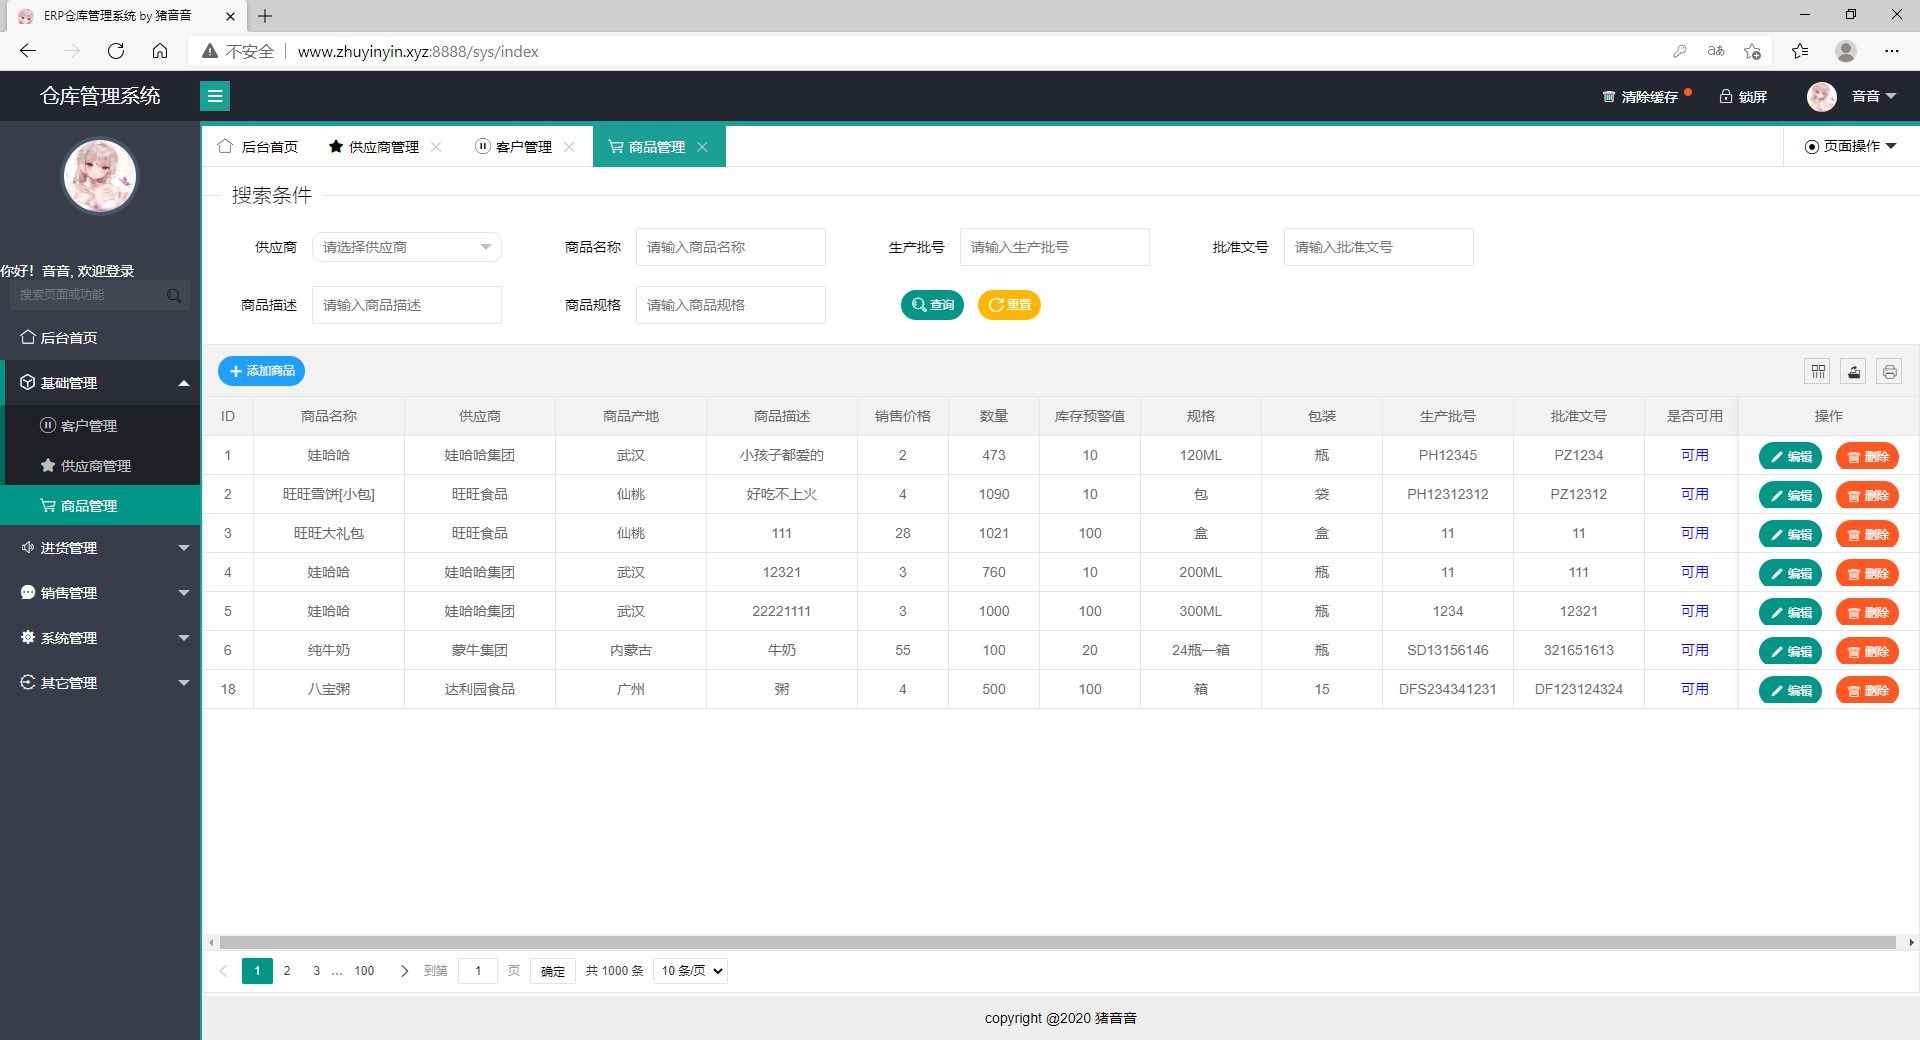 ERP仓库管理系统 by 猪音音
不安全 www.zhuyinyin.xyz:8888/sys/index aあ
仓库管理系统 清除缓存 锁屏 音音
后台首页 供应商管理 客户管理 商品管理 页面操作
你好！音音, 欢迎登录
搜索页面或功能
后台首页
基础管理
客户管理
供应商管理
商品管理
进货管理
销售管理
系统管理
其它管理
搜索条件
供应商 请选择供应商 商品名称 请输入商品名称 生产批号 请输入生产批号 批准文号 请输入批准文号
商品描述 请输入商品描述 商品规格 请输入商品规格 查询 重置
添加商品
ID 商品名称 供应商 商品产地 商品描述 销售价格 数量 库存预警值 规格 包装 生产批号 批准文号 是否可用 操作
1 娃哈哈 娃哈哈集团 武汉 小孩子都爱的 2 473 10 120ML 瓶 PH12345 PZ1234 可用 编辑 删除
2 旺旺雪饼[小包] 旺旺食品 仙桃 好吃不上火 4 1090 10 包 袋 PH12312312 PZ12312 可用 编辑 删除
3 旺旺大礼包 旺旺食品 仙桃 111 28 1021 100 盒 盒 11 11 可用 编辑 删除
4 娃哈哈 娃哈哈集团 武汉 12321 3 760 10 200ML 瓶 11 111 可用 编辑 删除
5 娃哈哈 娃哈哈集团 武汉 22221111 3 1000 100 300ML 瓶 1234 12321 可用 编辑 删除
6 纯牛奶 蒙牛集团 内蒙古 牛奶 55 100 20 24瓶一箱 瓶 SD13156146 321651613 可用 编辑 删除
18 八宝粥 达利园食品 广州 粥 4 500 100 箱 15 DFS234341231 DF123124324 可用 编辑 删除
1 2 3 … 100 到第 1 页 确定 共 1000 条 10 条/页
copyright @2020 猪音音